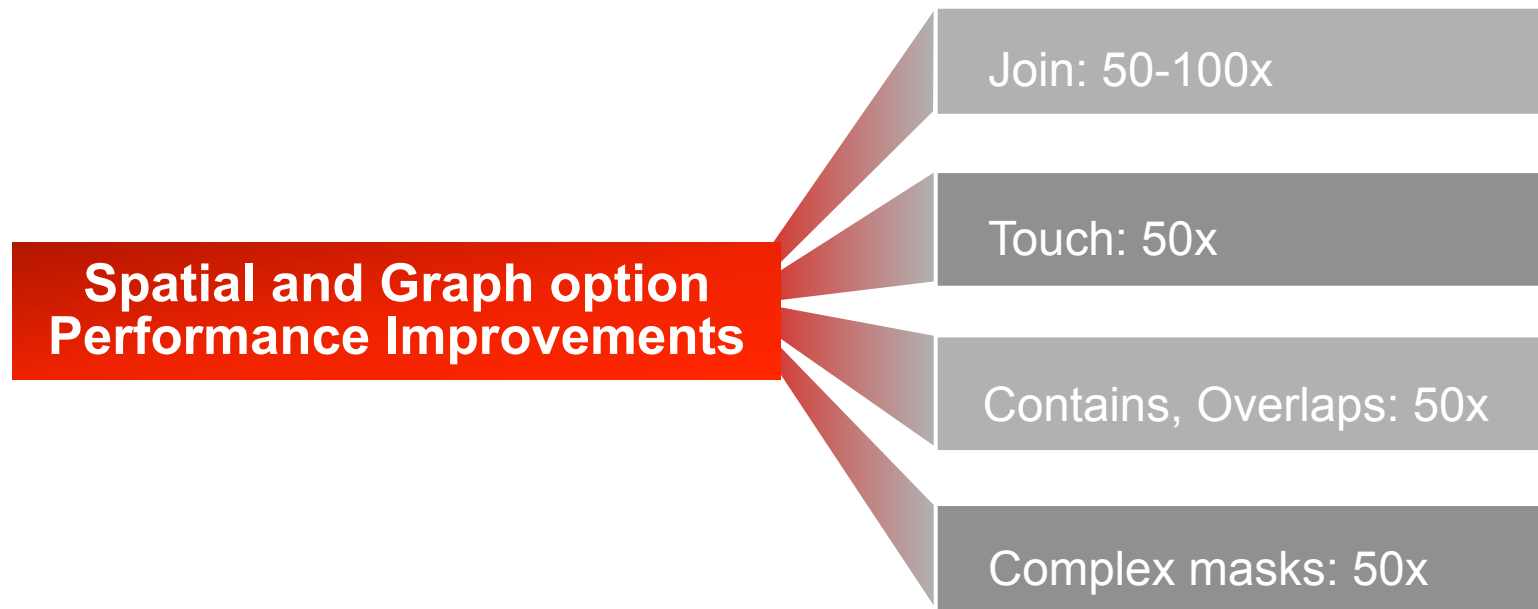 Spatial and Graph option
Performance Improvements
Join: 50-100x
Touch: 50x
Contains, Overlaps: 50x
Complex masks: 50x